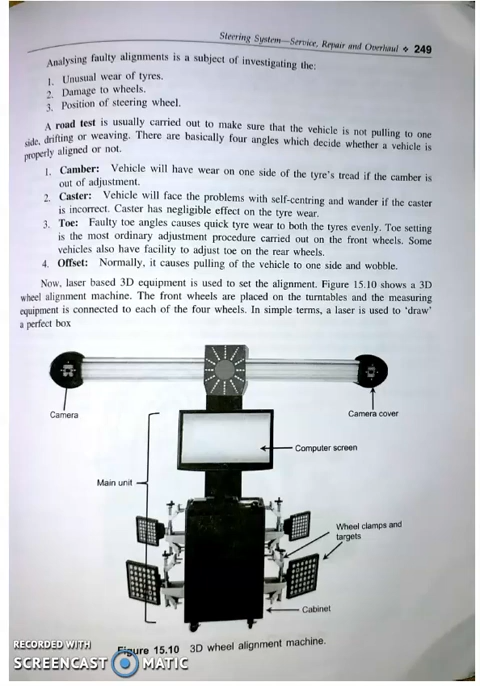 Steering System—Service, Repair and Overhaul ❖ 249
Analysing faulty alignments is a subject of investigating the:
1. Unusual wear of tyres.
2. Damage to wheels.
3. Position of steering wheel.
A road test is usually carried out to make sure that the vehicle is not pulling to one
side, drifting or weaving. There are basically four angles which decide whether a vehicle is
properly aligned or not.
1. Camber: Vehicle will have wear on one side of the tyre's tread if the camber is
out of adjustment.
2. Caster: Vehicle will face the problems with self-centring and wander if the caster
is incorrect. Caster has negligible effect on the tyre wear.
3. Toe: Faulty toe angles causes quick tyre wear to both the tyres evenly. Toe setting
is the most ordinary adjustment procedure carried out on the front wheels. Some
vehicles also have facility to adjust toe on the rear wheels.
4. Offset: Normally, it causes pulling of the vehicle to one side and wobble.
Now, laser based 3D equipment is used to set the alignment. Figure 15.10 shows a 3D
wheel alignment machine. The front wheels are placed on the turntables and the measuring
equipment is connected to each of the four wheels. In simple terms, a laser is used to 'draw'
a perfect box
Camera
Camera cover
Computer screen
Main unit
Wheel clamps and
targets
Cabinet
Figure 15.10 3D wheel alignment machine.
RECORDED WITH
SCREENCAST MATIC